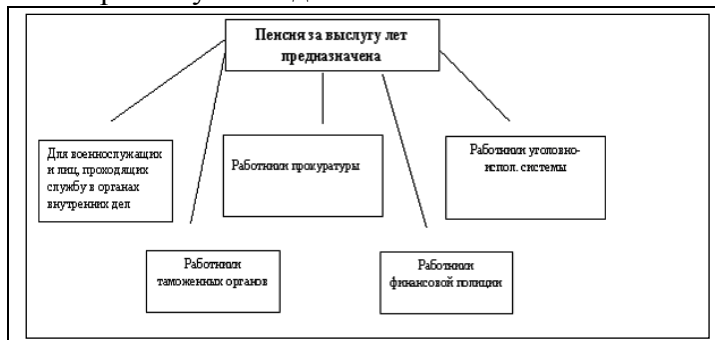 Пенсия за выслугу лет
предназначена
Для военнослужащих
и лиц, проходящих
службу в органах
внутренних дел
Работники прокуратуры
Работники уголовно-
испол. системы
Работники
таможенных органов
Работники
финансовой полиции